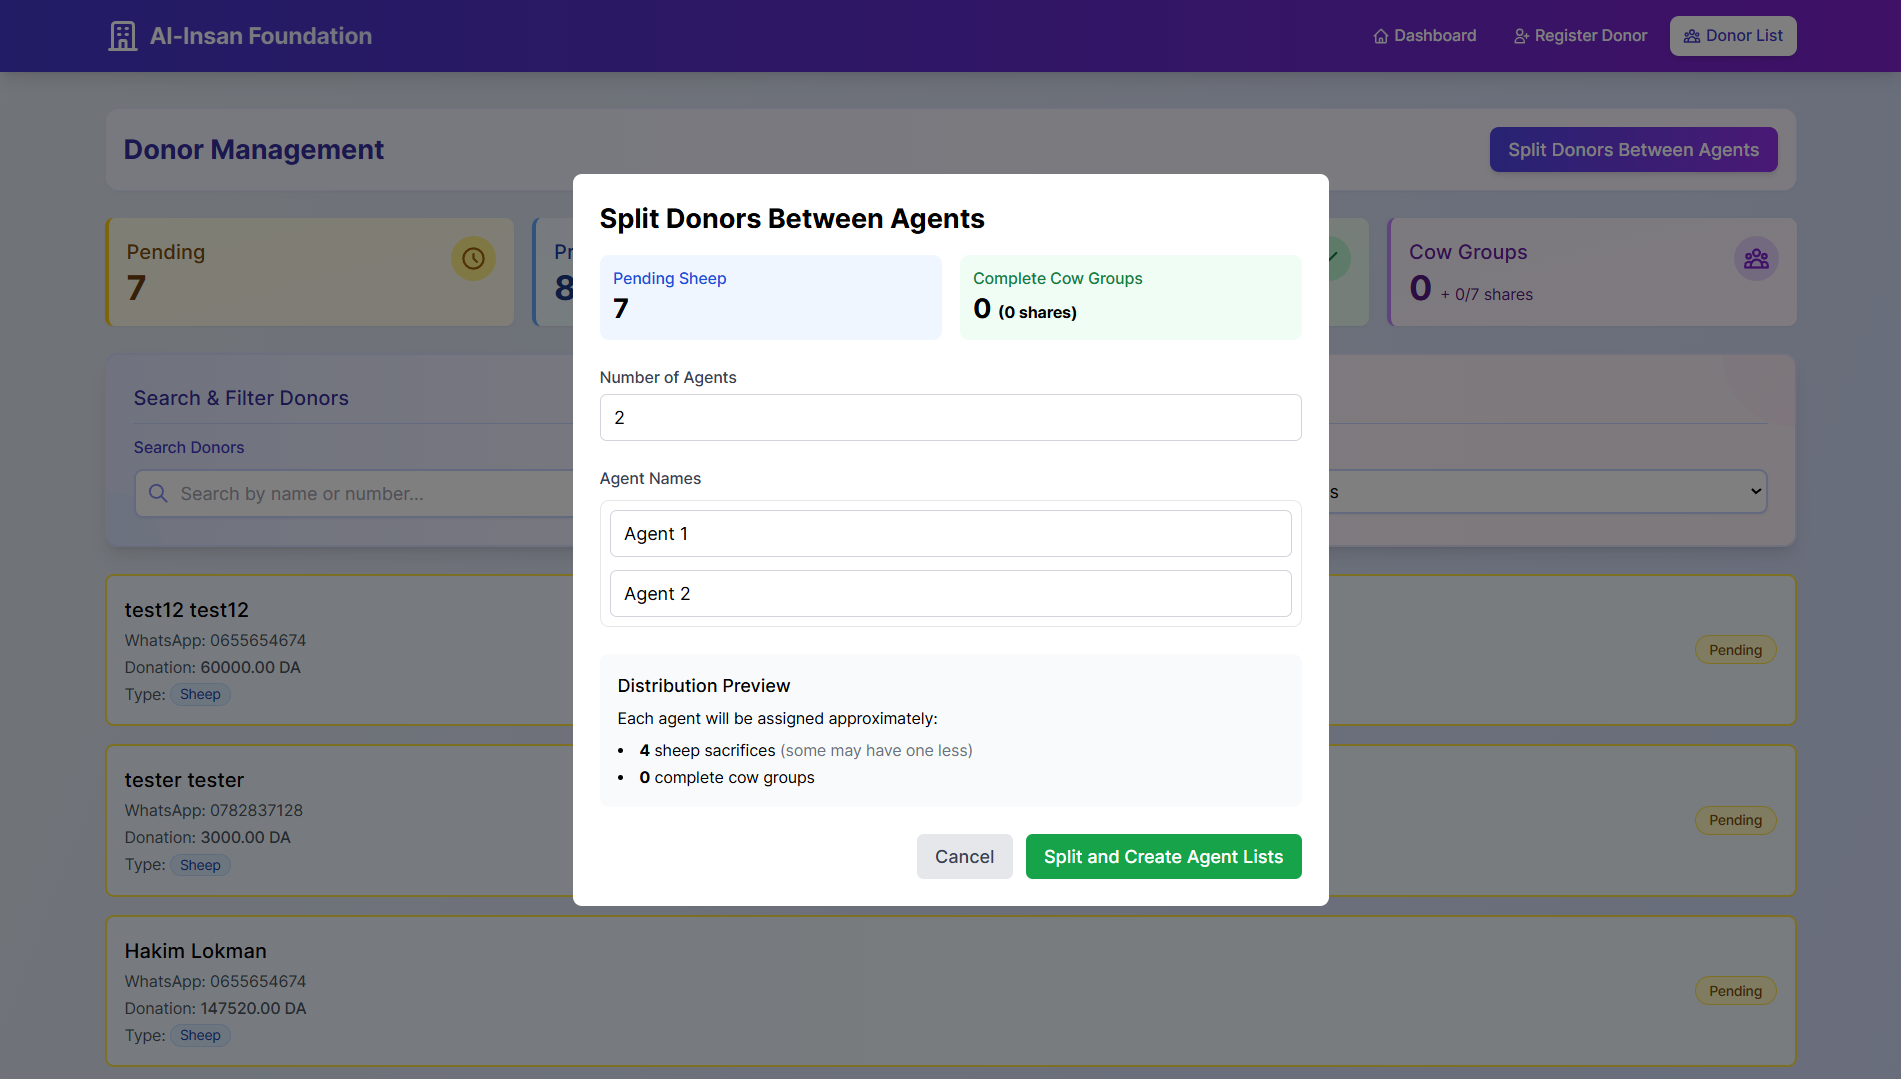 Al-Insan Foundation
Dashboard
Register Donor
Donor List
Donor Management
Split Donors Between Agents
Pending
7
Pr
8
Cow Groups
0 + 0/7 shares
Split Donors Between Agents
Pending Sheep
7
Complete Cow Groups
0 (0 shares)
Number of Agents
2
Agent Names
Agent 1
Agent 2
Distribution Preview
Each agent will be assigned approximately:
• 4 sheep sacrifices (some may have one less)
• 0 complete cow groups
Cancel
Split and Create Agent Lists
Search & Filter Donors
Search Donors
Search by name or number...
s
test12 test12
WhatsApp: 0655654674
Donation: 60000.00 DA
Type: Sheep
Pending
tester tester
WhatsApp: 0782837128
Donation: 3000.00 DA
Type: Sheep
Pending
Hakim Lokman
WhatsApp: 0655654674
Donation: 147520.00 DA
Type: Sheep
Pending